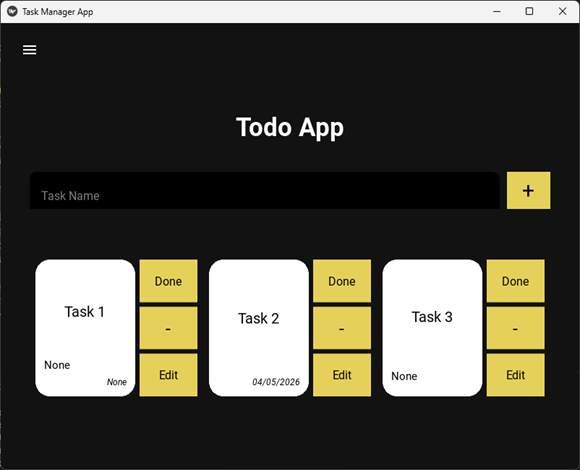 Task Manager App
Todo App
Task Name
+
Task 1
None
None
Done
-
Edit
Task 2
04/05/2026
Done
-
Edit
Task 3
None
Done
-
Edit